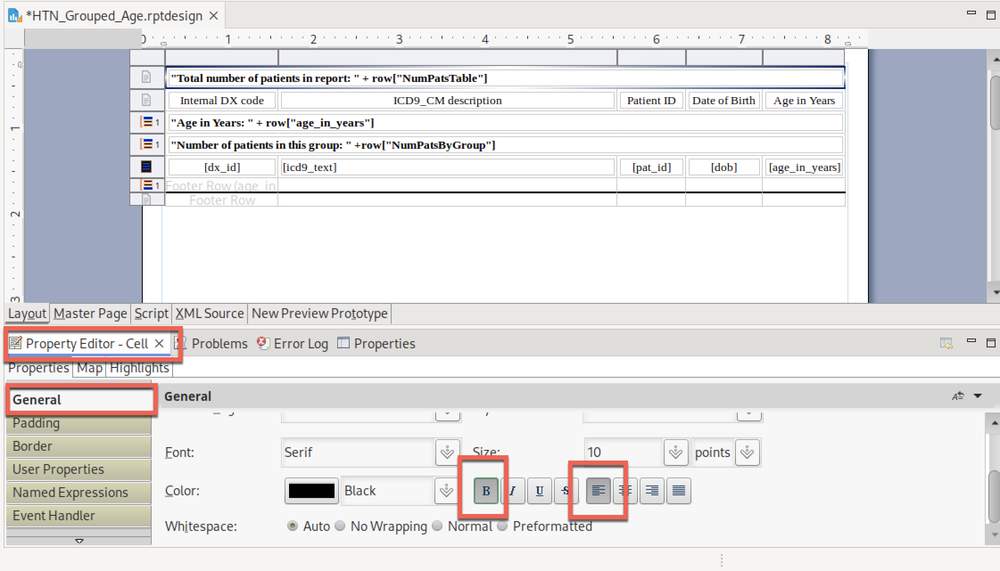 *HTN_Grouped_Age.rptdesign
0 1 2 3 4 5 6 7 8
"Total number of patients in report: " + row["NumPatsTable"]
Internal DX code ICD9_CM description Patient ID Date of Birth Age in Years
1 "Age in Years: " + row["age_in_years"]
1
1 "Number of patients in this group: " +row["NumPatsByGroup"]
[dx_id] [icd9_text] [pat_id] [dob] [age_in_years]
1 Footer Row (age_in
Footer Row
2
3
Layout Master Page Script XML Source New Preview Prototype
Property Editor - Cell Problems Error Log Properties
Properties Map Highlights
General General
Padding
Border
User Properties
Named Expressions
Event Handler
Font: Serif Size: 10 points
Color: Black B I U S
Whitespace: Auto No Wrapping Normal Preformatted